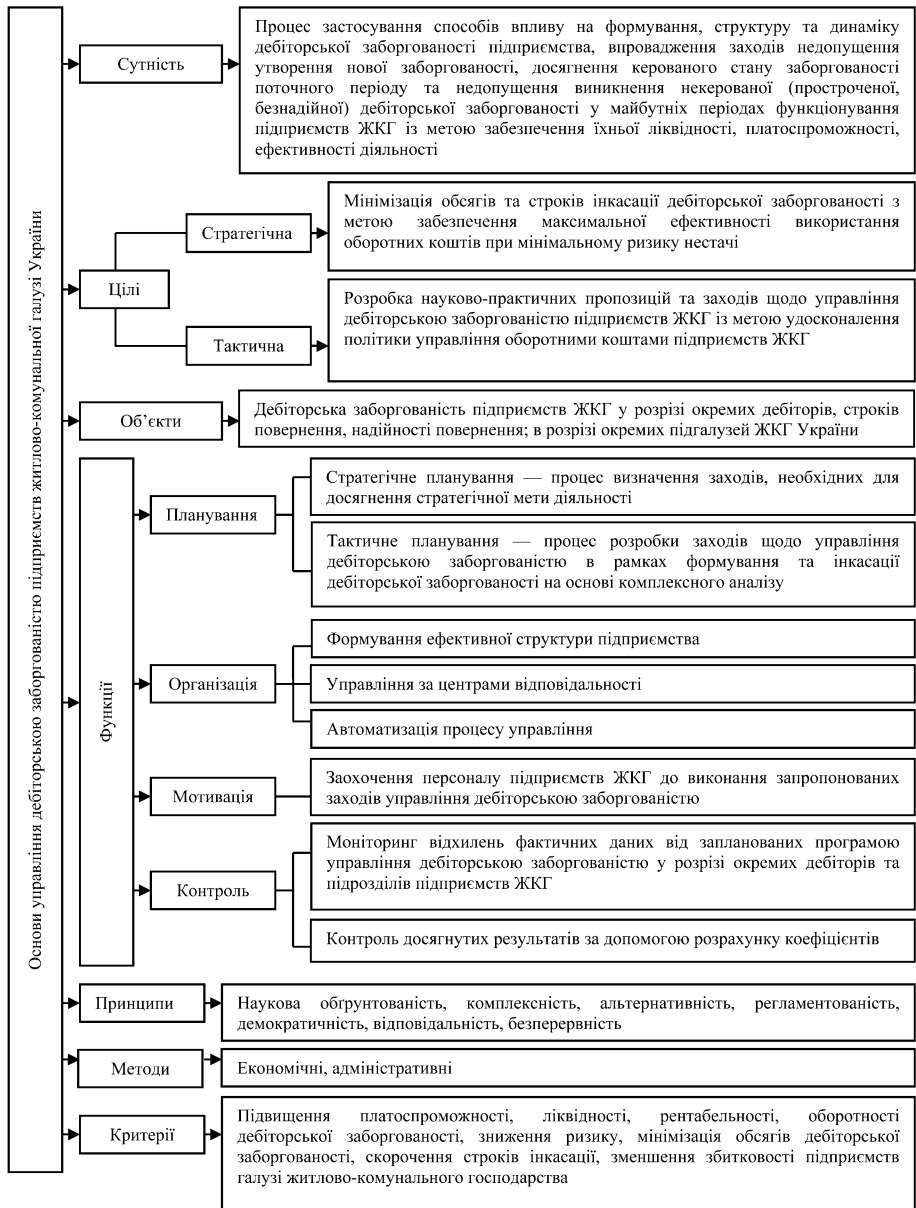 Основи управління дебіторською заборгованістю підприємств житлово-комунальної галузі України
Сутність
Процес застосування способів впливу на формування, структуру та динаміку
дебіторської заборгованості підприємства, впровадження заходів недопущення
утворення нової заборгованості, досягнення керованого стану заборгованості
поточного періоду та недопущення виникнення некерованої (простроченої,
безнадійної) дебіторської заборгованості у майбутніх періодах функціонування
підприємств ЖКГ із метою забезпечення їхньої ліквідності, платоспроможності,
ефективності діяльності
Цілі
Стратегічна
Мінімізація обсягів та строків інкасації дебіторської заборгованості з
метою забезпечення максимальної ефективності використання
оборотних коштів при мінімальному ризику нестачі
Тактична
Розробка науково-практичних пропозицій та заходів щодо управління
дебіторською заборгованістю підприємств ЖКГ із метою удосконалення
політики управління оборотними коштами підприємств ЖКГ
Об’єкти
Дебіторська заборгованість підприємств ЖКГ у розрізі окремих дебіторів, строків
повернення, надійності повернення; в розрізі окремих підгалузей ЖКГ України
Функції
Планування
Стратегічне планування — процес визначення заходів, необхідних для
досягнення стратегічної мети діяльності
Тактичне планування — процес розробки заходів щодо управління
дебіторською заборгованістю в рамках формування та інкасації
дебіторської заборгованості на основі комплексного аналізу
Організація
Формування ефективної структури підприємства
Управління за центрами відповідальності
Автоматизація процесу управління
Мотивація
Заохочення персоналу підприємств ЖКГ до виконання запропонованих
заходів управління дебіторською заборгованістю
Контроль
Моніторинг відхилень фактичних даних від запланованих програмою
управління дебіторською заборгованістю у розрізі окремих дебіторів та
підрозділів підприємств ЖКГ
Контроль досягнутих результатів за допомогою розрахунку коефіцієнтів
Принципи
Наукова обґрунтованість, комплексність, альтернативність, регламентованість,
демократичність, відповідальність, безперервність
Методи
Економічні, адміністративні
Критерії
Підвищення платоспроможності, ліквідності, рентабельності, оборотності
дебіторської заборгованості, зниження ризику, мінімізація обсягів дебіторської
заборгованості, скорочення строків інкасації, зменшення збитковості підприємств
галузі житлово-комунального господарства